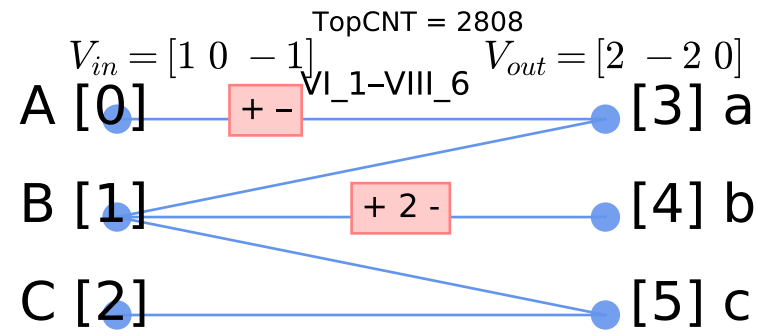 TopCNT = 2808
V_in = [1 0 −1] V_out = [2 −2 0]
VI_1–VIII_6
A [0] + – [3] a
B [1] + 2 - [4] b
C [2] [5] c